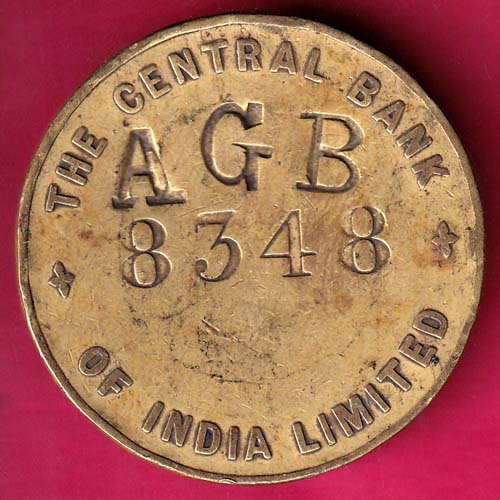 THE CENTRAL BANK
AGB
8348
OF INDIA LIMITED